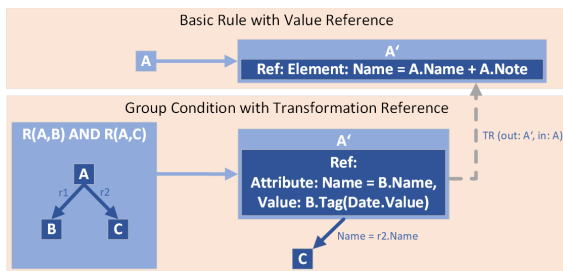 Basic Rule with Value Reference
A
A‘
Ref: Element: Name = A.Name + A.Note
Group Condition with Transformation Reference
TR (out: A‘, in: A)
R(A,B) AND R(A,C)
A
r1
r2
B
C
A‘
Ref:
Attribute: Name = B.Name,
Value: B.Tag(Date.Value)
Name = r2.Name
C